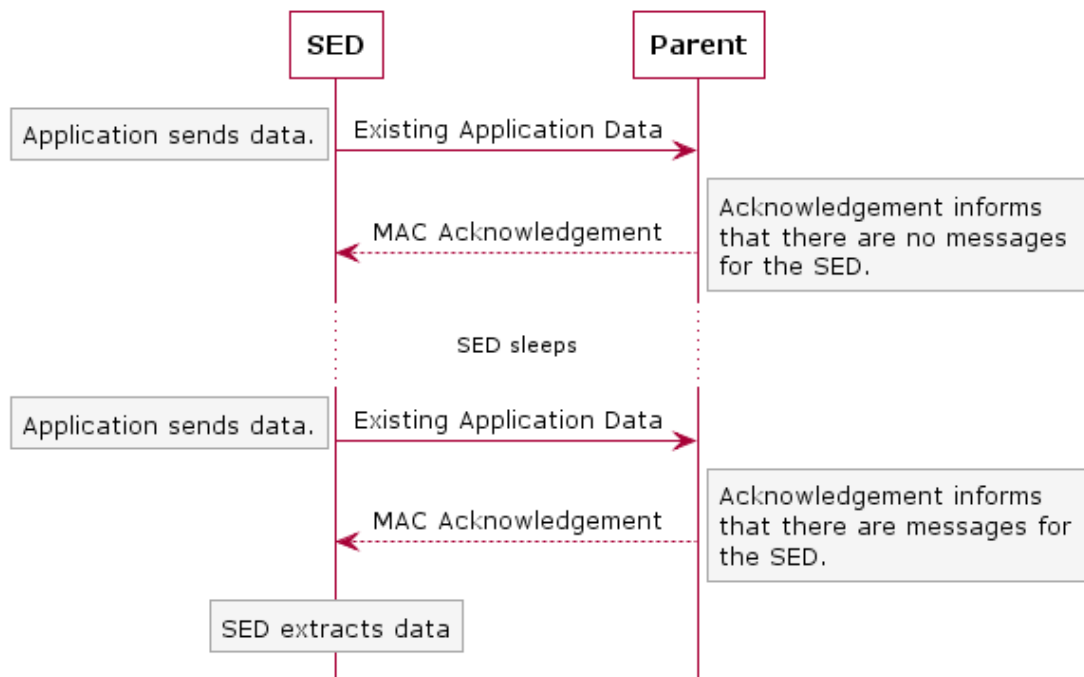 SED
Parent
Application sends data.
Existing Application Data
MAC Acknowledgement
Acknowledgement informs
that there are no messages
for the SED.
SED sleeps
Application sends data.
Existing Application Data
MAC Acknowledgement
Acknowledgement informs
that there are messages for
the SED.
SED extracts data